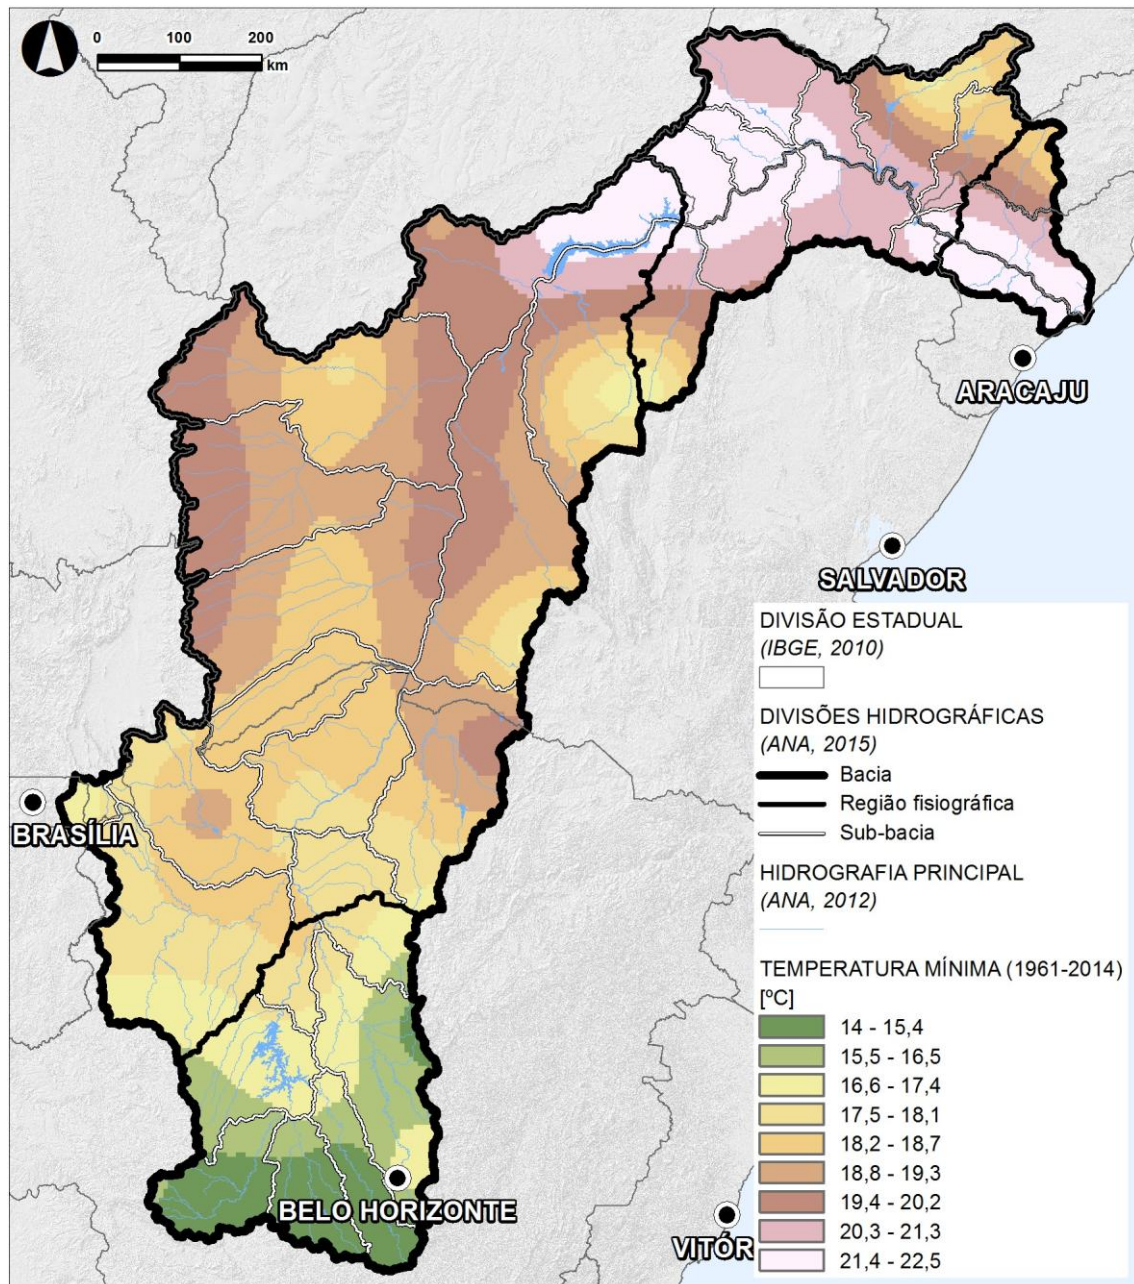 0 100 200
km
ARACAJU
SALVADOR
BRASÍLIA
BELO HORIZONTE
VITÓR
DIVISÃO ESTADUAL
(IBGE, 2010)
DIVISÕES HIDROGRÁFICAS
(ANA, 2015)
Bacia
Região fisiográfica
Sub-bacia
HIDROGRAFIA PRINCIPAL
(ANA, 2012)
TEMPERATURA MÍNIMA (1961-2014)
[ºC]
14 - 15,4
15,5 - 16,5
16,6 - 17,4
17,5 - 18,1
18,2 - 18,7
18,8 - 19,3
19,4 - 20,2
20,3 - 21,3
21,4 - 22,5